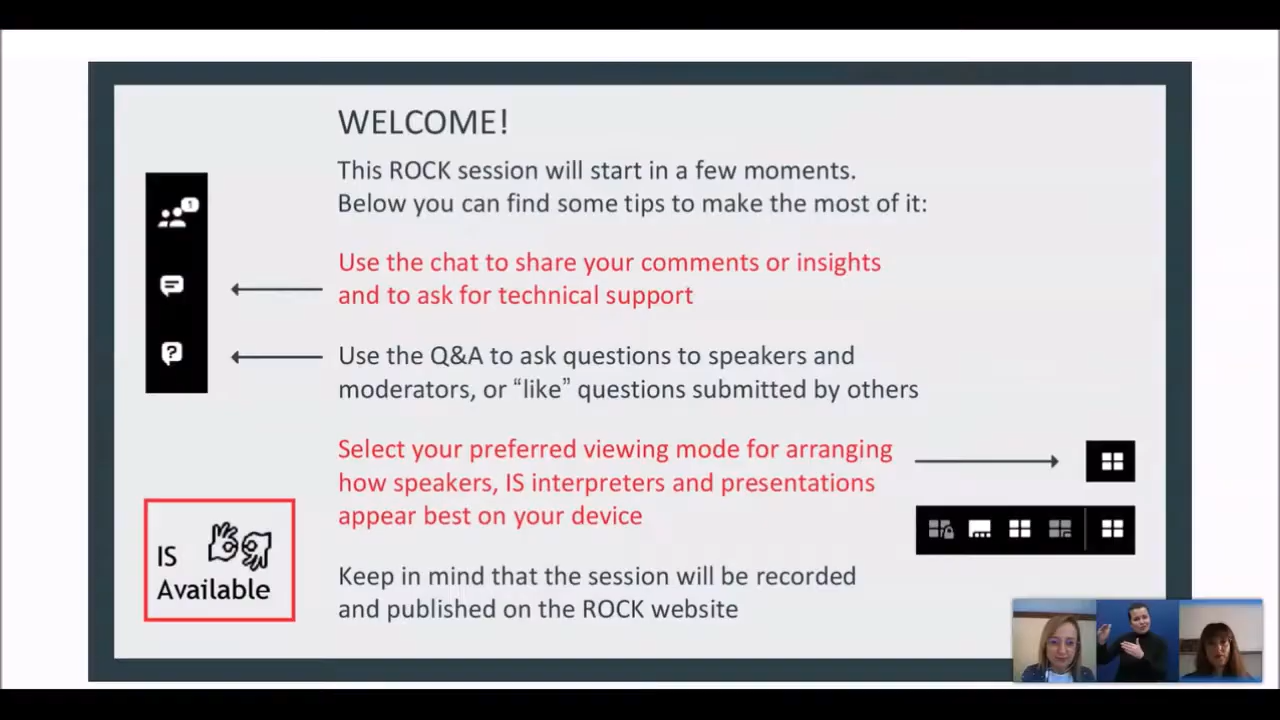 WELCOME!
This ROCK session will start in a few moments.
Below you can find some tips to make the most of it:
1
Use the chat to share your comments or insights
and to ask for technical support
?
Use the Q&A to ask questions to speakers and
moderators, or “like” questions submitted by others
Select your preferred viewing mode for arranging
how speakers, IS interpreters and presentations
appear best on your device
IS
Available
Keep in mind that the session will be recorded
and published on the ROCK website